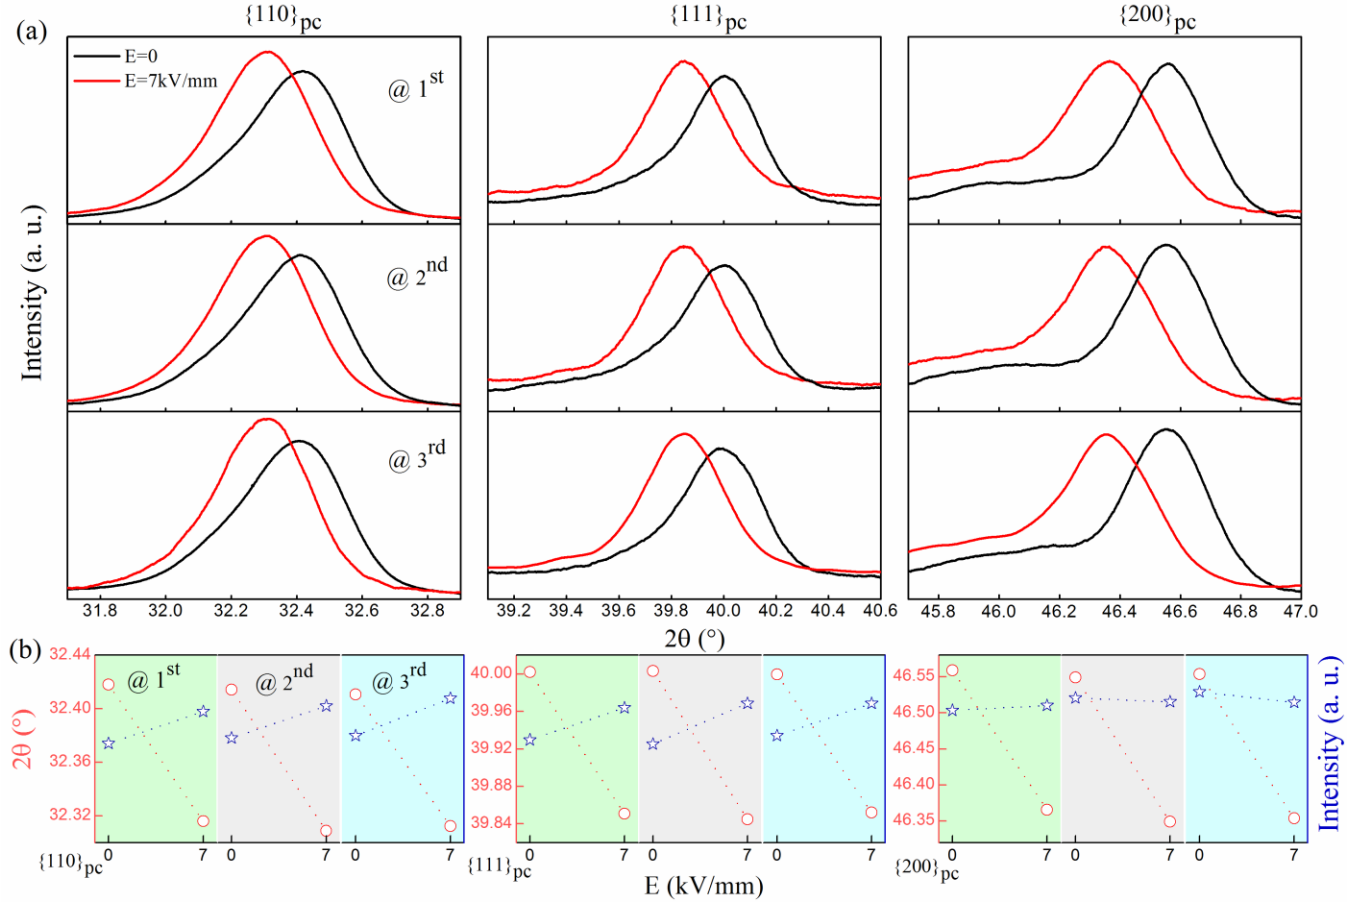 (a)
{110}pc
{111}pc
{200}pc
E=0
E=7kV/mm
@ 1st
@ 2nd
@ 3rd
Intensity (a. u.)
31.8 32.0 32.2 32.4 32.6 32.8
39.2 39.4 39.6 39.8 40.0 40.2 40.4 40.6
45.8 46.0 46.2 46.4 46.6 46.8 47.0
2θ (°)
(b)
2θ (°)
32.44
32.40
32.36
32.32
@ 1st
@ 2nd
@ 3rd
0 7 0 7 0 7
{110}pc
40.00
39.96
39.92
39.88
39.84
0 7 0 7 0 7
{111}pc
46.55
46.50
46.45
46.40
46.35
0 7 0 7 0 7
{200}pc
Intensity (a. u.)
E (kV/mm)